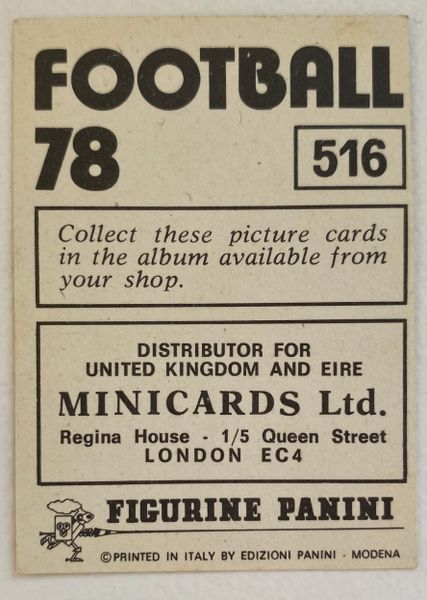 FOOTBALL
78 516
Collect these picture cards
in the album available from
your shop.
DISTRIBUTOR FOR
UNITED KINGDOM AND EIRE
MINICARDS Ltd.
Regina House - 1/5 Queen Street
LONDON EC4
FIGURINE PANINI
© PRINTED IN ITALY BY EDIZIONI PANINI - MODENA